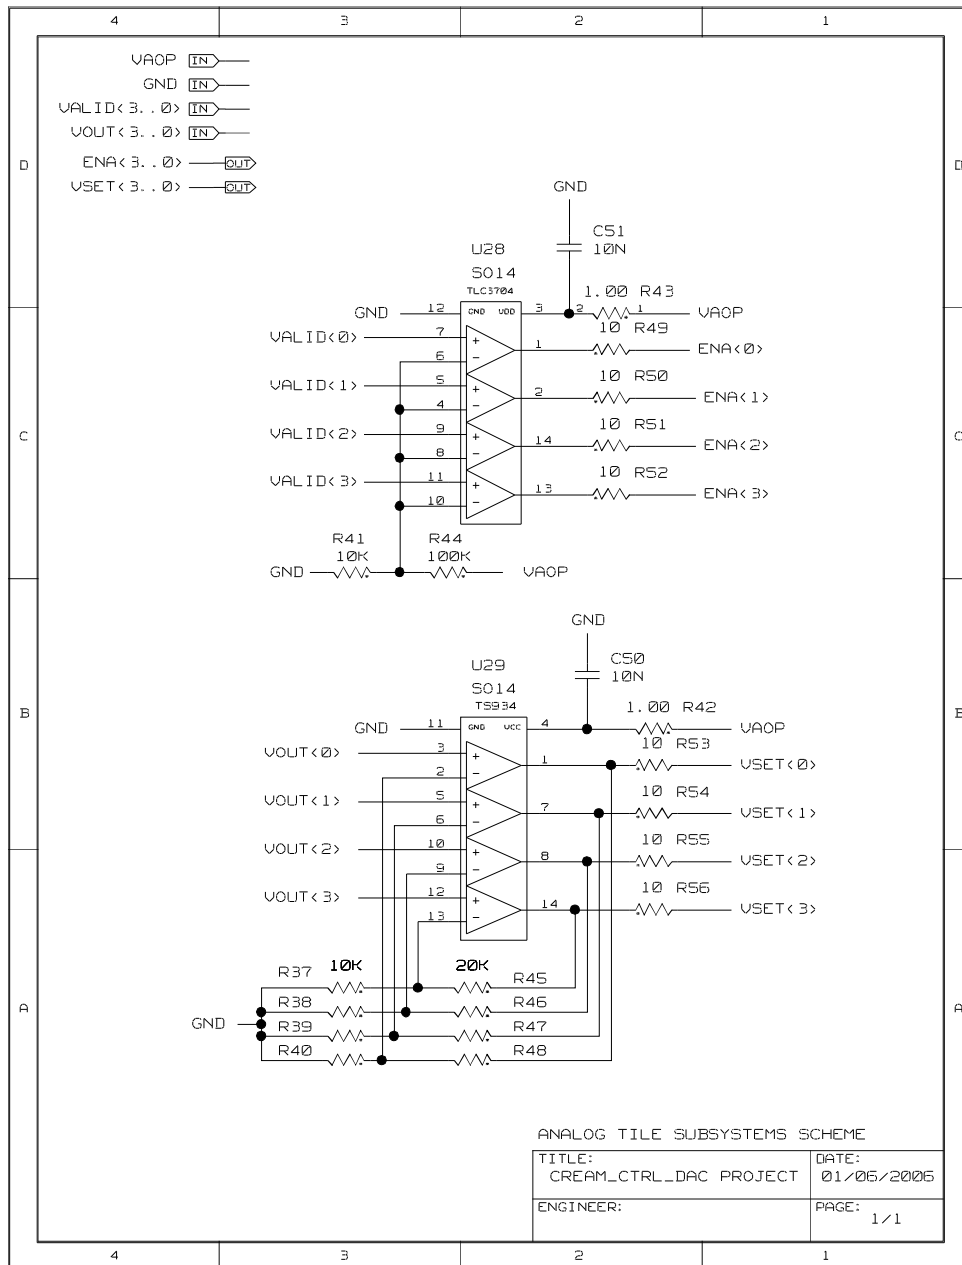 4 3 2 1
VAOP IN
GND IN
VALID<3..0> IN
VOUT<3..0> IN
D ENA<3..0> OUT D
VSET<3..0> OUT
GND
C51
10N
U28
SO14
TLC3704
1.00 R43
GND 12 GND VDD 3 2 1 VAOP
VALID<0> 7 + 10 R49
6 - 1 ENA<0>
VALID<1> 5 + 10 R50
4 - 2 ENA<1>
C VALID<2> 9 + 10 R51 C
8 - 14 ENA<2>
VALID<3> 11 + 10 R52
10 - 13 ENA<3>
R41 R44
10K 100K
GND VAOP
GND
C50
10N
U29
SO14
TS934
B 1.00 R42 B
GND 11 GND VCC 4 VAOP
VOUT<0> 3 + 10 R53
2 - 1 VSET<0>
VOUT<1> 5 + 10 R54
6 - 7 VSET<1>
VOUT<2> 10 + 10 R55
9 - 8 VSET<2>
VOUT<3> 12 + 10 R56
13 - 14 VSET<3>
R37 10K 20K R45
R38 R46
A GND A
R39 R47
R40 R48
ANALOG TILE SUBSYSTEMS SCHEME
TITLE: DATE:
CREAM_CTRL_DAC PROJECT 01/06/2006
ENGINEER: PAGE:
1/1
4 3 2 1